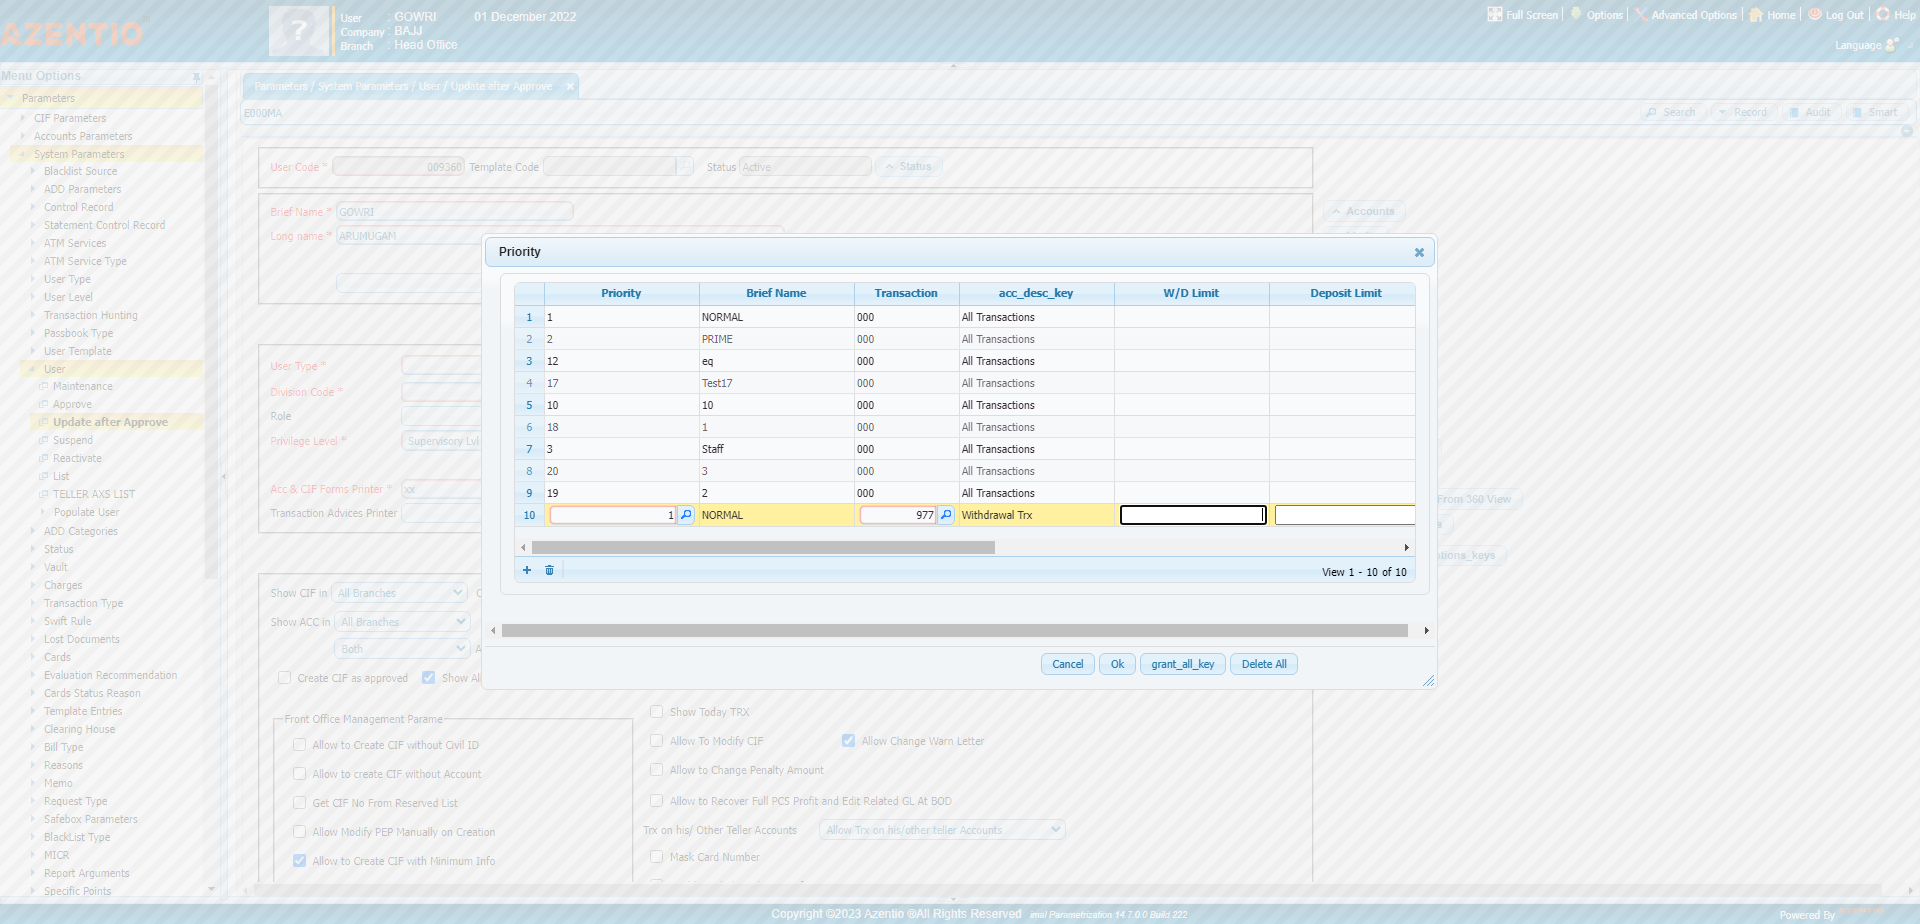 AZENTIO
?
User : GOWRI 01 December 2022
Company : BAJJ
Branch : Head Office
Full Screen Options Advanced Options Home Log Out Help
Language
Menu Options
Parameters
CIF Parameters
Accounts Parameters
System Parameters
Blacklist Source
ADD Parameters
Control Record
Statement Control Record
ATM Services
ATM Service Type
User Type
User Level
Transaction Hunting
Passbook Type
User Template
User
Maintenance
Approve
Update after Approve
Suspend
Reactivate
List
TELLER AXS LIST
Populate User
ADD Categories
Status
Vault
Charges
Transaction Type
Swift Rule
Lost Documents
Cards
Evaluation Recommendation
Cards Status Reason
Template Entries
Clearing House
Bill Type
Reasons
Memo
Request Type
Safebox Parameters
BlackList Type
MICR
Report Arguments
Specific Points
Parameters / System Parameters / User / Update after Approve
E000MA
Search Record Audit Smart
User Code * 009360 Template Code Status Active Status
Brief Name * GOWRI
Accounts
Long name * ARUMUGAM
User Type *
Division Code *
Role
Privilege Level * Supervisory Lvl
Acc & CIF Forms Printer * xx
Transaction Advices Printer
From 360 View
tions_keys
Priority
Priority Brief Name Transaction acc_desc_key W/D Limit Deposit Limit
1 1 NORMAL 000 All Transactions
2 2 PRIME 000 All Transactions
3 12 eq 000 All Transactions
4 17 Test17 000 All Transactions
5 10 10 000 All Transactions
6 18 1 000 All Transactions
7 3 Staff 000 All Transactions
8 20 3 000 All Transactions
9 19 2 000 All Transactions
10 1 NORMAL 977 Withdrawal Trx
View 1 - 10 of 10
Cancel Ok grant_all_key Delete All
Show CIF in All Branches
Show ACC in All Branches
Both
Create CIF as approved Show Al
Front Office Management Parame
Allow to Create CIF without Civil ID
Allow to create CIF without Account
Get CIF No From Reserved List
Allow Modify PEP Manually on Creation
Allow to Create CIF with Minimum Info
Show Today TRX
Allow To Modify CIF Allow Change Warn Letter
Allow to Change Penalty Amount
Allow to Recover Full PCS Profit and Edit Related GL At BOD
Trx on his/ Other Teller Accounts Allow Trx on his/other teller Accounts
Mask Card Number
Copyright ©2023 Azentio ®All Rights Reserved imal Parametrization 14.7.0.0 Build 222
Powered By